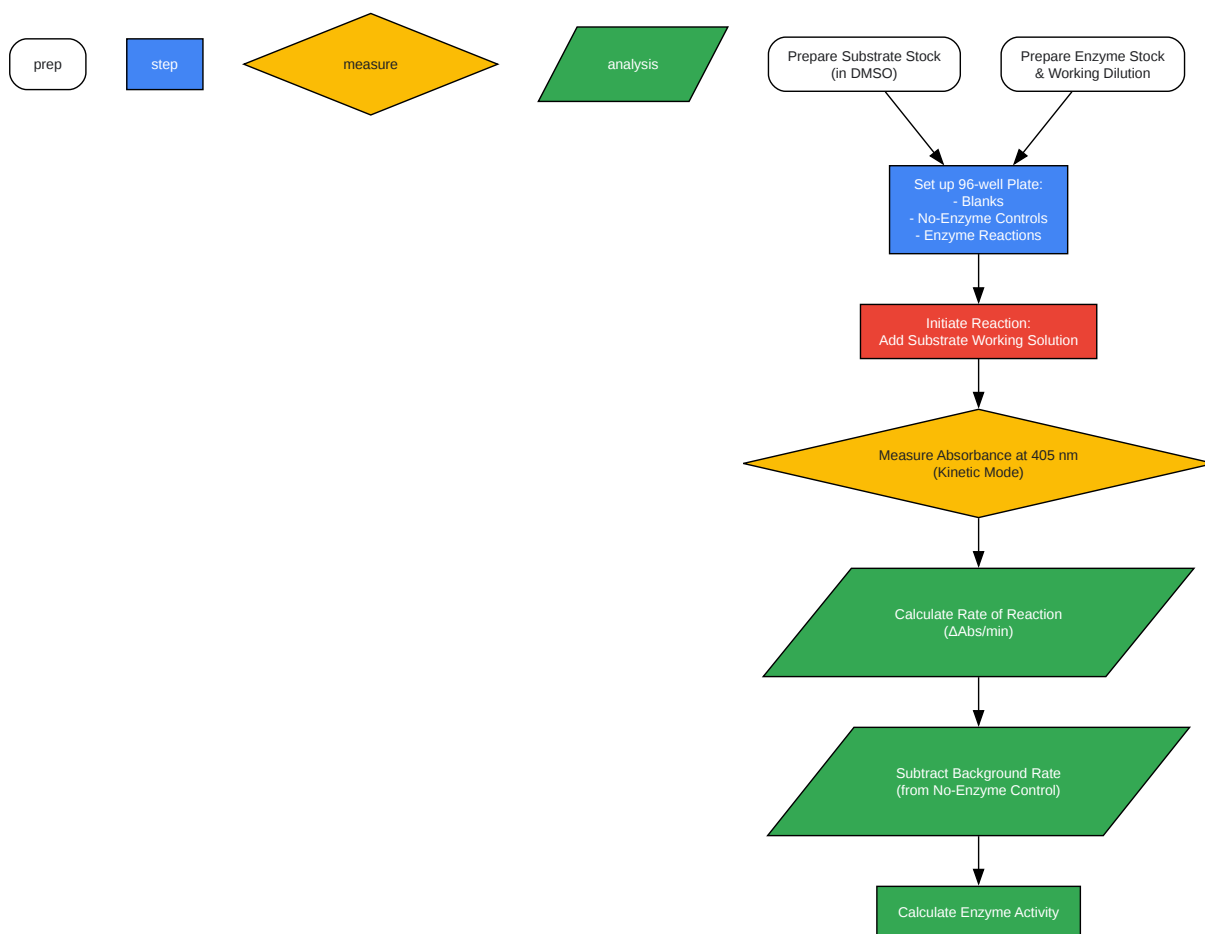 prep
step
measure
analysis
Prepare Substrate Stock
(in DMSO)
Prepare Enzyme Stock
& Working Dilution
Set up 96-well Plate:
- Blanks
- No-Enzyme Controls
- Enzyme Reactions
Initiate Reaction:
Add Substrate Working Solution
Measure Absorbance at 405 nm
(Kinetic Mode)
Calculate Rate of Reaction
(ΔAbs/min)
Subtract Background Rate
(from No-Enzyme Control)
Calculate Enzyme Activity